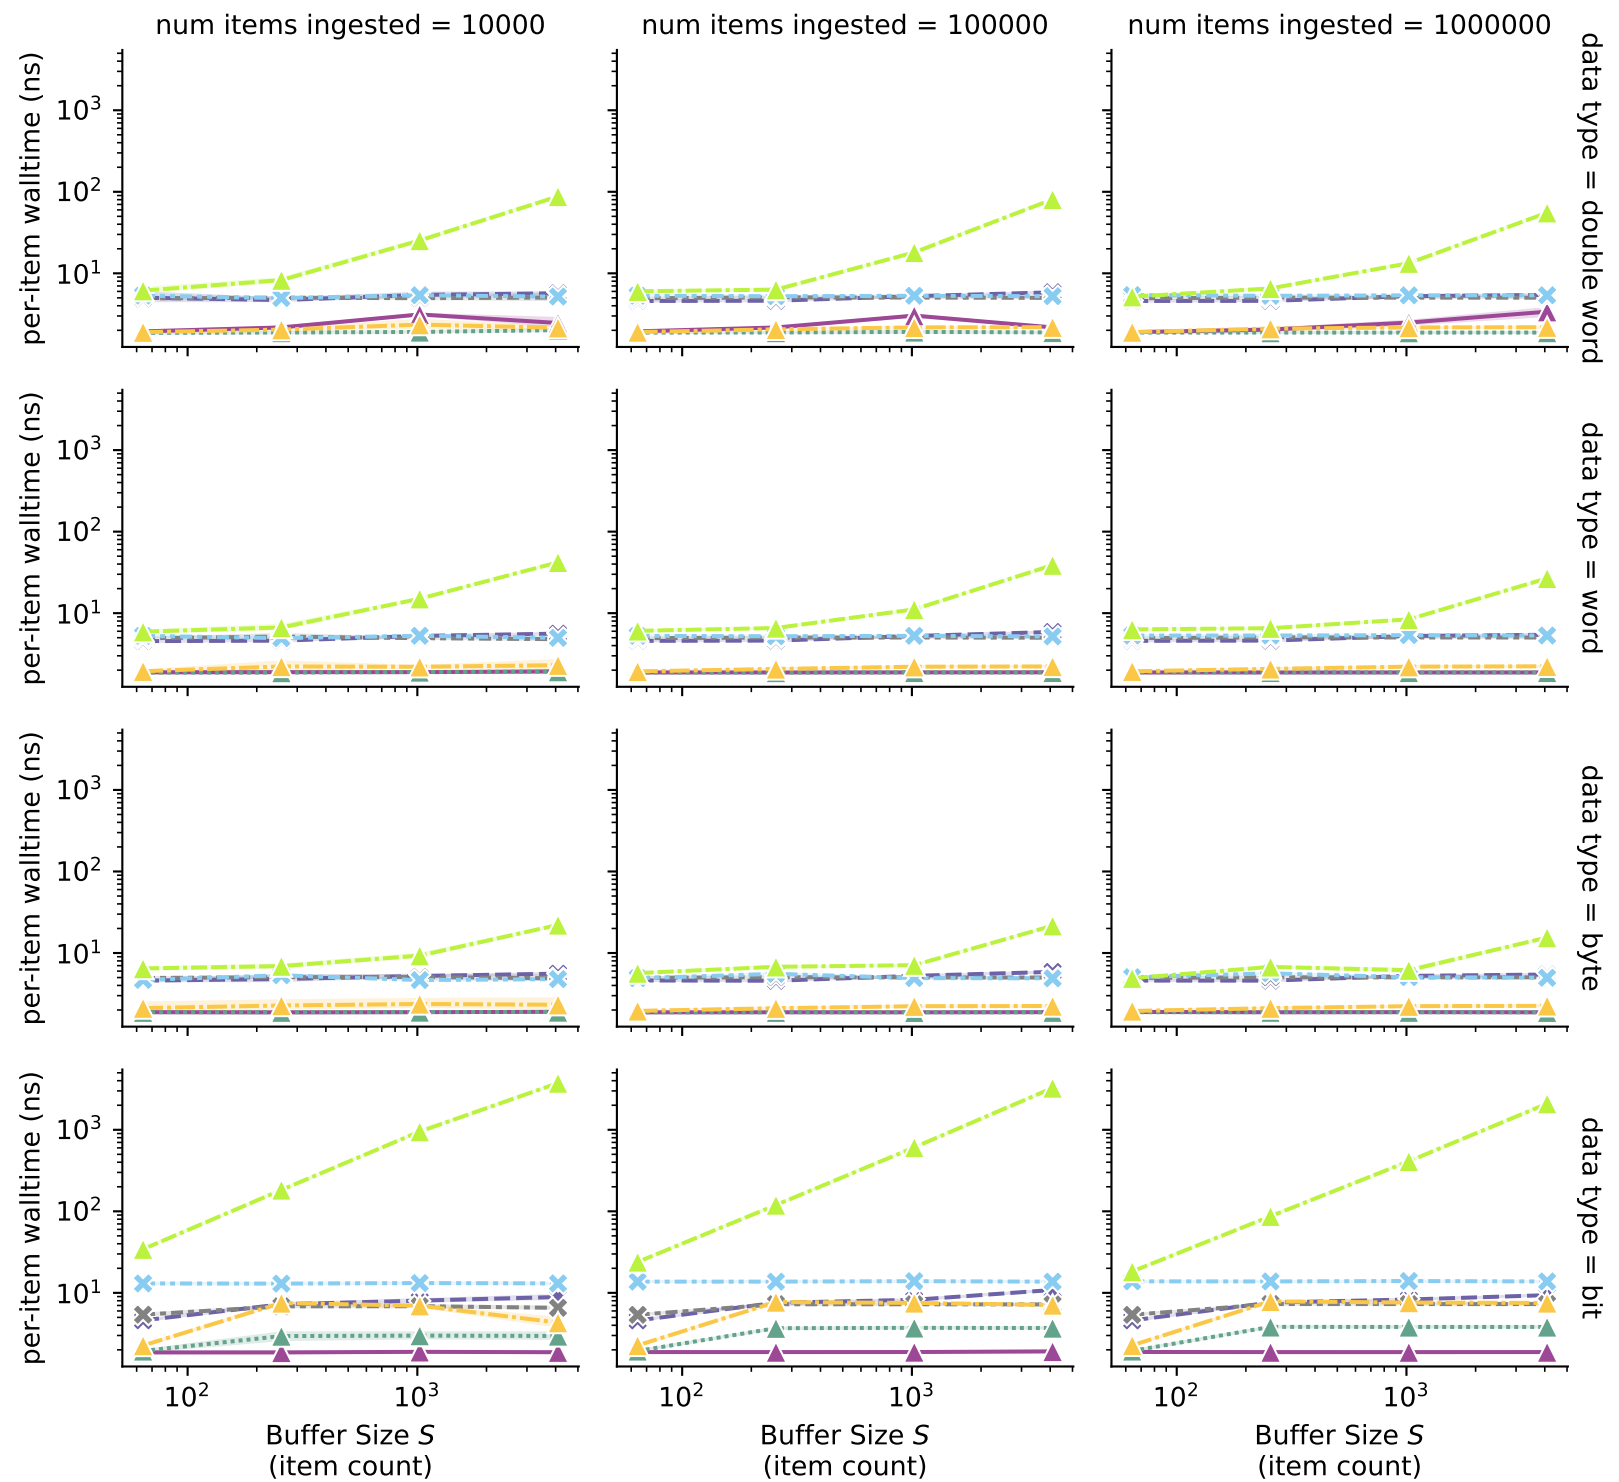 num items ingested = 10000
num items ingested = 100000
num items ingested = 1000000
per-item walltime (ns)
10³
10²
10¹
data type = double word
per-item walltime (ns)
10³
10²
10¹
data type = word
per-item walltime (ns)
10³
10²
10¹
data type = byte
per-item walltime (ns)
10³
10²
10¹
data type = bit
10² 10³
10² 10³
10² 10³
Buffer Size S
(item count)
Buffer Size S
(item count)
Buffer Size S
(item count)